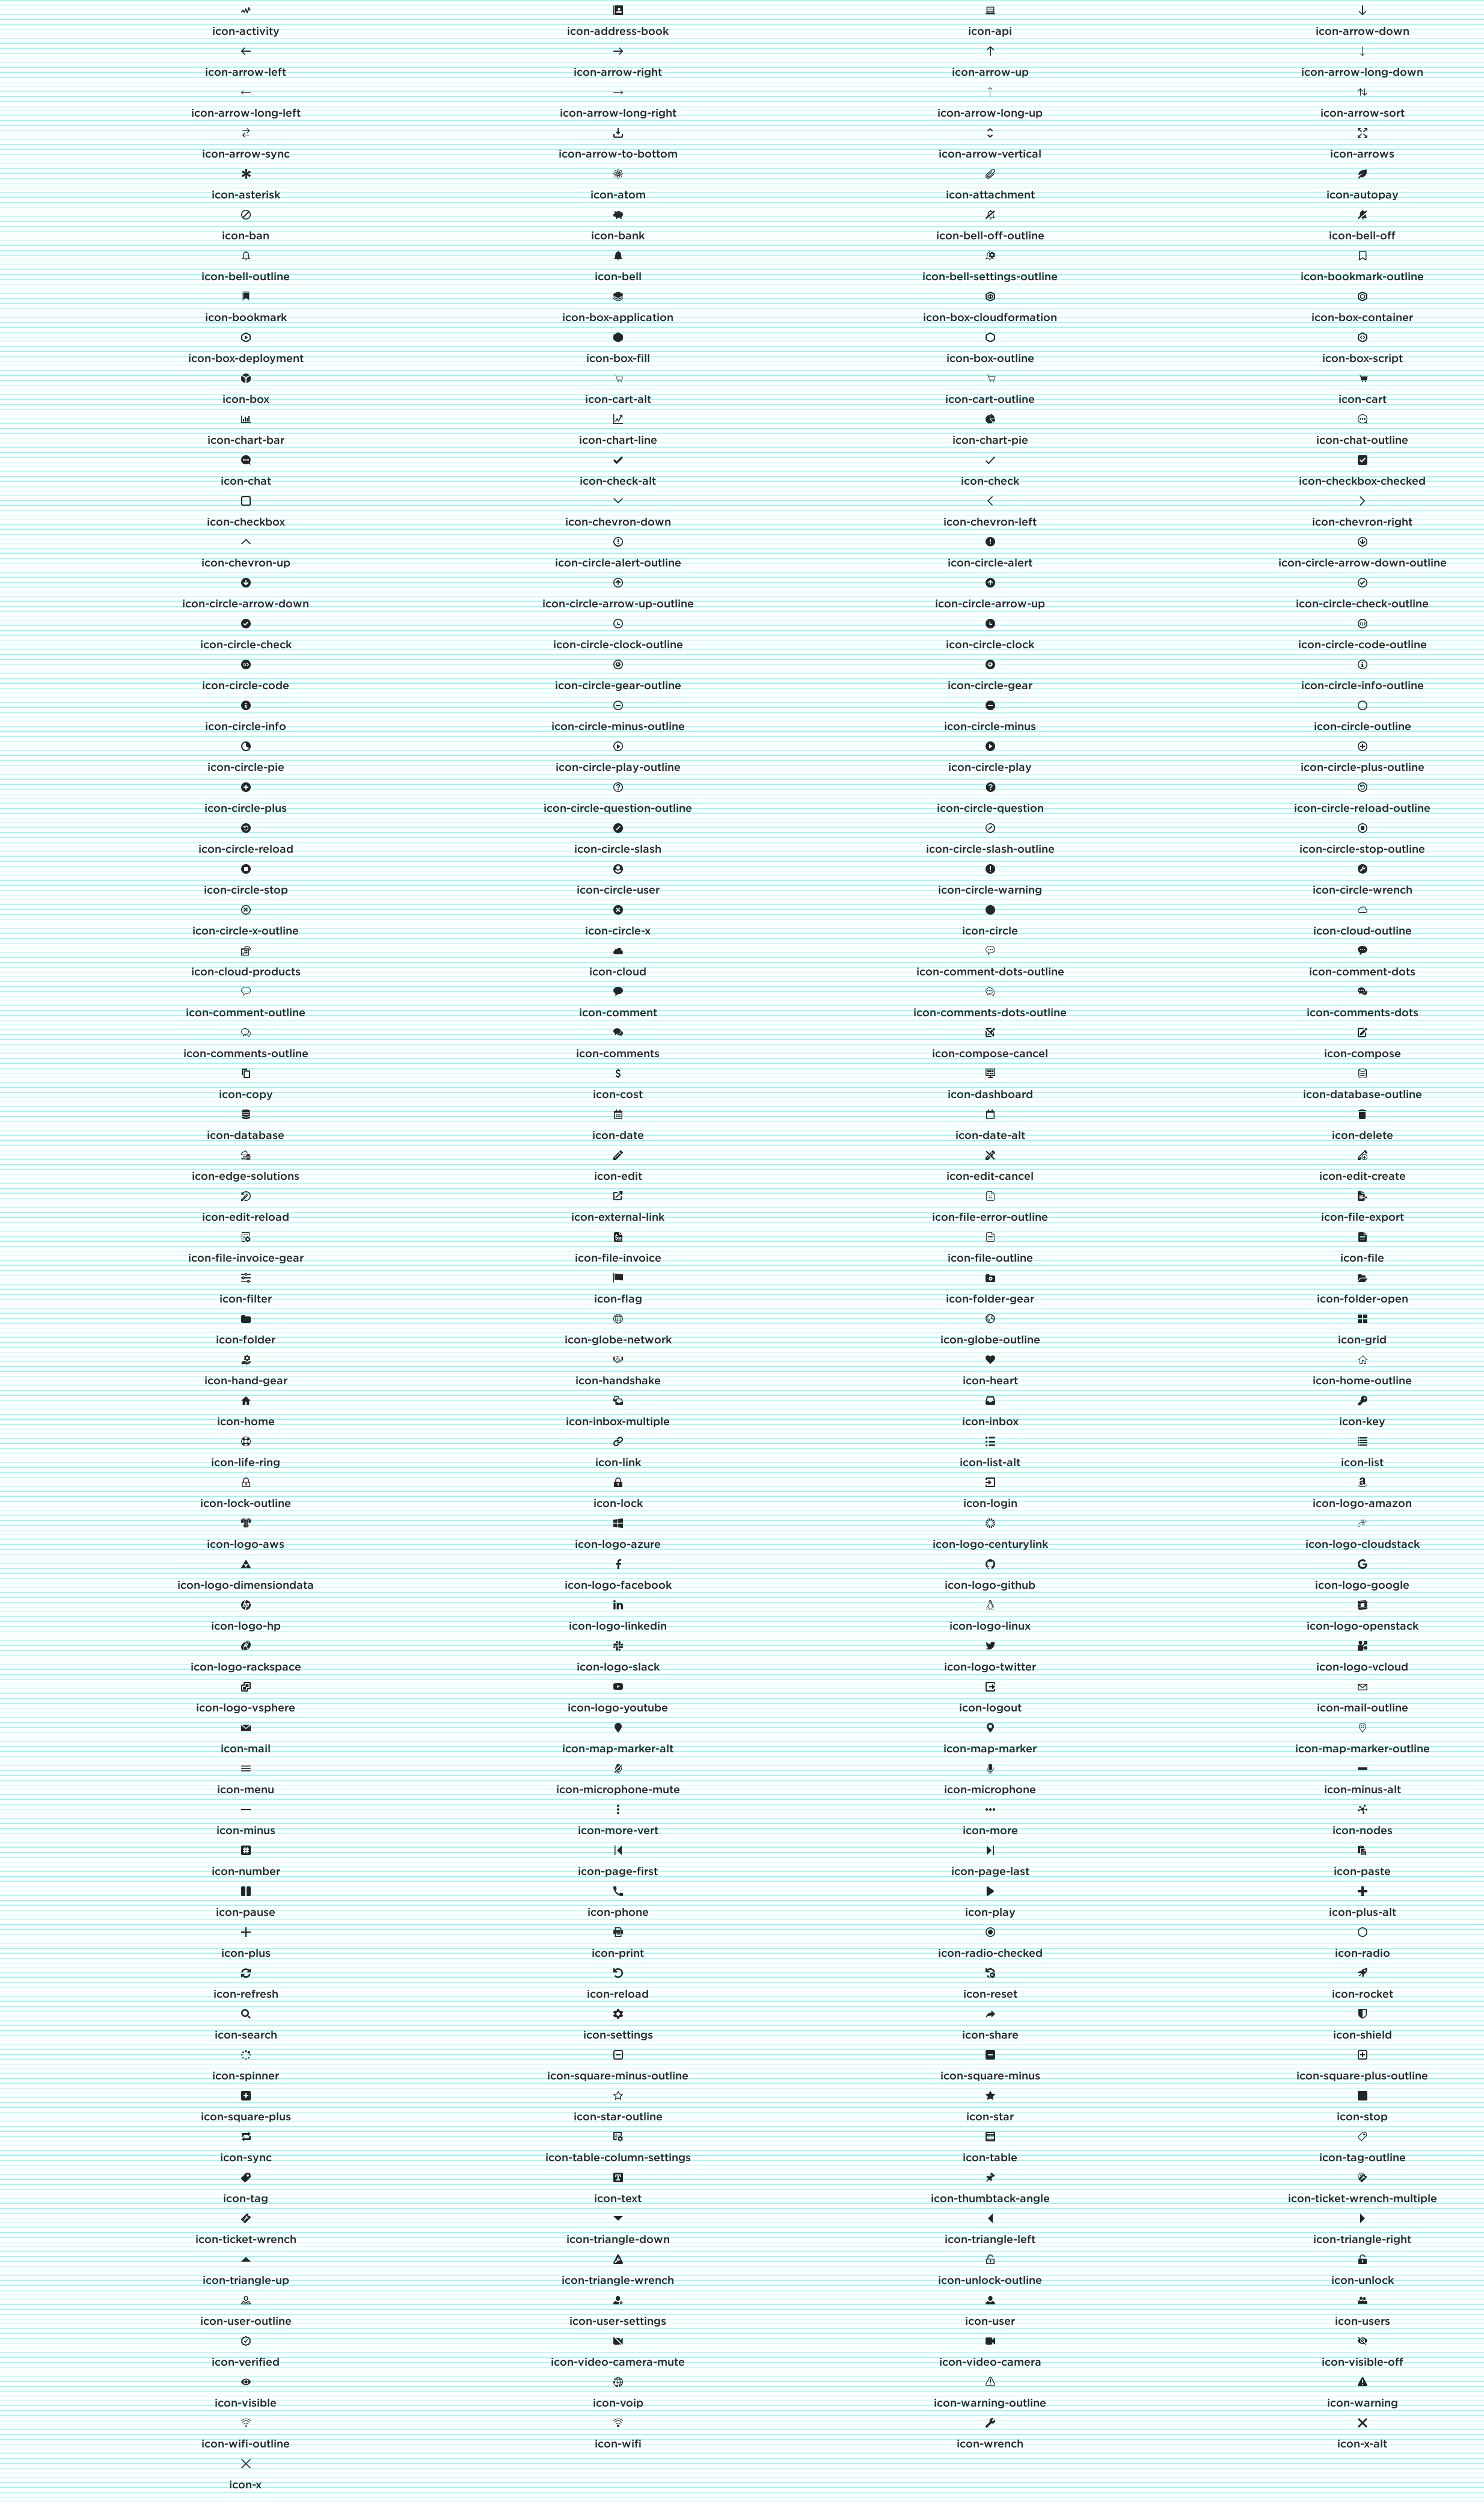 icon-activity icon-address-book icon-api icon-arrow-down
icon-arrow-left icon-arrow-right icon-arrow-up icon-arrow-long-down
icon-arrow-long-left icon-arrow-long-right icon-arrow-long-up icon-arrow-sort
icon-arrow-sync icon-arrow-to-bottom icon-arrow-vertical icon-arrows
icon-asterisk icon-atom icon-attachment icon-autopay
icon-ban icon-bank icon-bell-off-outline icon-bell-off
icon-bell-outline icon-bell icon-bell-settings-outline icon-bookmark-outline
icon-bookmark icon-box-application icon-box-cloudformation icon-box-container
icon-box-deployment icon-box-fill icon-box-outline icon-box-script
icon-box icon-cart-alt icon-cart-outline icon-cart
icon-chart-bar icon-chart-line icon-chart-pie icon-chat-outline
icon-chat icon-check-alt icon-check icon-checkbox-checked
icon-checkbox icon-chevron-down icon-chevron-left icon-chevron-right
icon-chevron-up icon-circle-alert-outline icon-circle-alert icon-circle-arrow-down-outline
icon-circle-arrow-down icon-circle-arrow-up-outline icon-circle-arrow-up icon-circle-check-outline
icon-circle-check icon-circle-clock-outline icon-circle-clock icon-circle-code-outline
icon-circle-code icon-circle-gear-outline icon-circle-gear icon-circle-info-outline
icon-circle-info icon-circle-minus-outline icon-circle-minus icon-circle-outline
icon-circle-pie icon-circle-play-outline icon-circle-play icon-circle-plus-outline
icon-circle-plus icon-circle-question-outline icon-circle-question icon-circle-reload-outline
icon-circle-reload icon-circle-slash icon-circle-slash-outline icon-circle-stop-outline
icon-circle-stop icon-circle-user icon-circle-warning icon-circle-wrench
icon-circle-x-outline icon-circle-x icon-circle icon-cloud-outline
icon-cloud-products icon-cloud icon-comment-dots-outline icon-comment-dots
icon-comment-outline icon-comment icon-comments-dots-outline icon-comments-dots
icon-comments-outline icon-comments icon-compose-cancel icon-compose
icon-copy icon-cost icon-dashboard icon-database-outline
icon-database icon-date icon-date-alt icon-delete
icon-edge-solutions icon-edit icon-edit-cancel icon-edit-create
icon-edit-reload icon-external-link icon-file-error-outline icon-file-export
icon-file-invoice-gear icon-file-invoice icon-file-outline icon-file
icon-filter icon-flag icon-folder-gear icon-folder-open
icon-folder icon-globe-network icon-globe-outline icon-grid
icon-hand-gear icon-handshake icon-heart icon-home-outline
icon-home icon-inbox-multiple icon-inbox icon-key
icon-life-ring icon-link icon-list-alt icon-list
icon-lock-outline icon-lock icon-login icon-logo-amazon
icon-logo-aws icon-logo-azure icon-logo-centurylink icon-logo-cloudstack
icon-logo-dimensiondata icon-logo-facebook icon-logo-github icon-logo-google
icon-logo-hp icon-logo-linkedin icon-logo-linux icon-logo-openstack
icon-logo-rackspace icon-logo-slack icon-logo-twitter icon-logo-vcloud
icon-logo-vsphere icon-logo-youtube icon-logout icon-mail-outline
icon-mail icon-map-marker-alt icon-map-marker icon-map-marker-outline
icon-menu icon-microphone-mute icon-microphone icon-minus-alt
icon-minus icon-more-vert icon-more icon-nodes
icon-number icon-page-first icon-page-last icon-paste
icon-pause icon-phone icon-play icon-plus-alt
icon-plus icon-print icon-radio-checked icon-radio
icon-refresh icon-reload icon-reset icon-rocket
icon-search icon-settings icon-share icon-shield
icon-spinner icon-square-minus-outline icon-square-minus icon-square-plus-outline
icon-square-plus icon-star-outline icon-star icon-stop
icon-sync icon-table-column-settings icon-table icon-tag-outline
icon-tag icon-text icon-thumbtack-angle icon-ticket-wrench-multiple
icon-ticket-wrench icon-triangle-down icon-triangle-left icon-triangle-right
icon-triangle-up icon-triangle-wrench icon-unlock-outline icon-unlock
icon-user-outline icon-user-settings icon-user icon-users
icon-verified icon-video-camera-mute icon-video-camera icon-visible-off
icon-visible icon-voip icon-warning-outline icon-warning
icon-wifi-outline icon-wifi icon-wrench icon-x-alt
icon-x